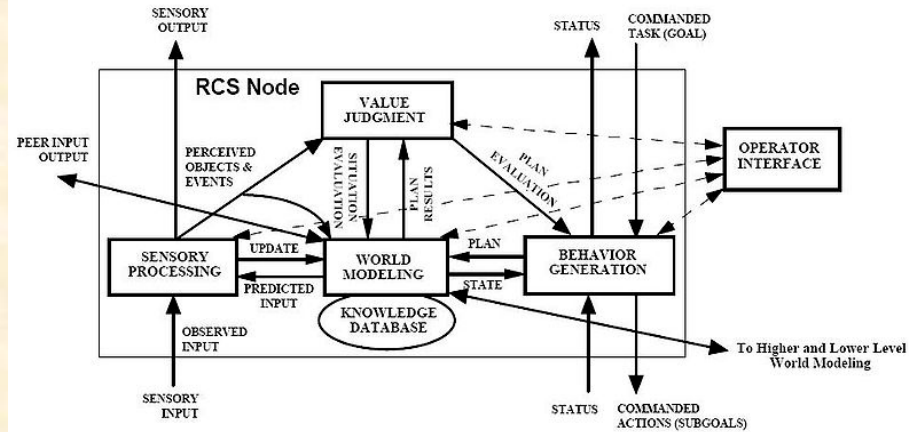 SENSORY
OUTPUT
STATUS
COMMANDED
TASK (GOAL)
RCS Node
VALUE
JUDGMENT
PEER INPUT
OUTPUT
PERCEIVED
OBJECTS &
EVENTS
SITUATION
EVALUATION
PLAN
RESULTS
PLAN
EVALUATION
OPERATOR
INTERFACE
SENSORY
PROCESSING
UPDATE
PREDICTED
INPUT
WORLD
MODELING
PLAN
STATE
BEHAVIOR
GENERATION
KNOWLEDGE
DATABASE
OBSERVED
INPUT
To Higher and Lower Level
World Modeling
SENSORY
INPUT
STATUS
COMMANDED
ACTIONS (SUBGOALS)